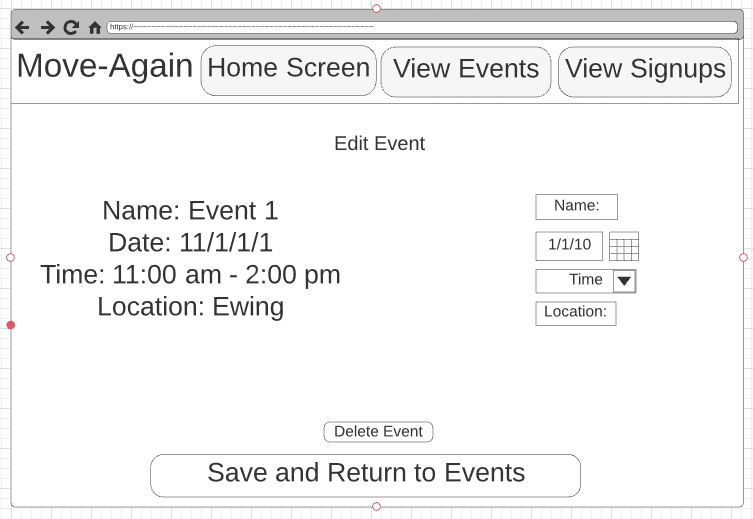 https://
Move-Again
Home Screen
View Events
View Signups
Edit Event
Name: Event 1
Date: 11/1/1/1
Time: 11:00 am - 2:00 pm
Location: Ewing
Name:
1/1/10
Time
Location:
Delete Event
Save and Return to Events